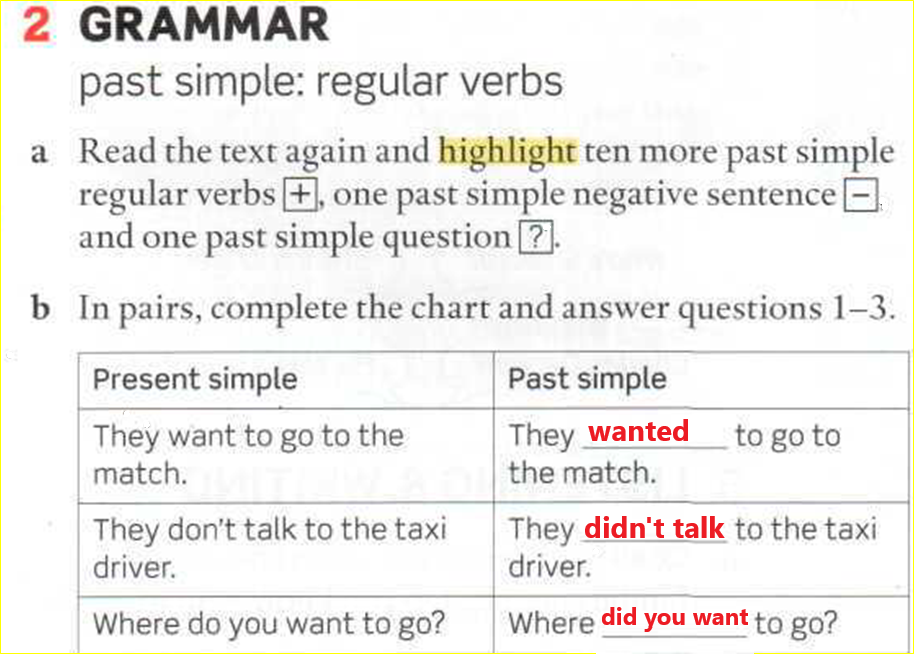 2 GRAMMAR
past simple: regular verbs
a Read the text again and highlight ten more past simple
regular verbs +, one past simple negative sentence −
and one past simple question ?.
b In pairs, complete the chart and answer questions 1–3.
Present simple Past simple
They want to go to the They wanted to go to
match. the match.
They don't talk to the taxi They didn't talk to the taxi
driver. driver.
Where do you want to go? Where did you want to go?